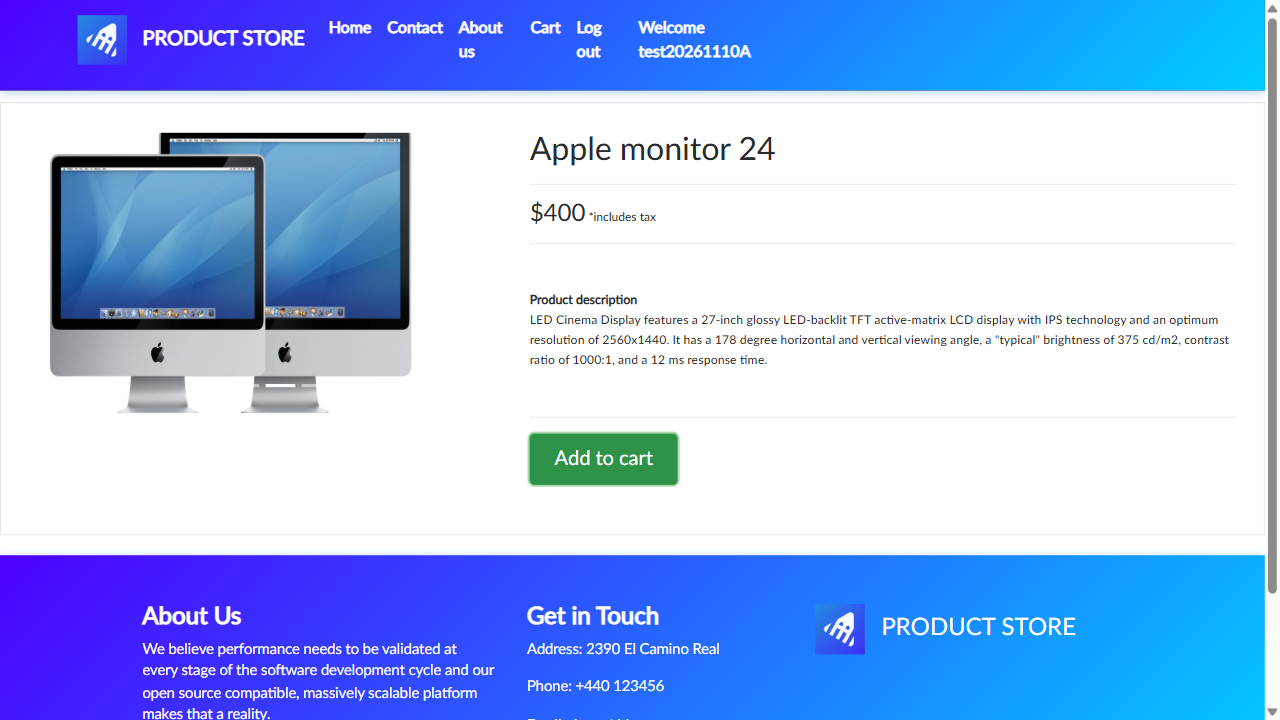 PRODUCT STORE
Home Contact About us Cart Log out Welcome test20261110A
Apple monitor 24
$400 *includes tax
Product description
LED Cinema Display features a 27-inch glossy LED-backlit TFT active-matrix LCD display with IPS technology and an optimum
resolution of 2560x1440. It has a 178 degree horizontal and vertical viewing angle, a "typical" brightness of 375 cd/m2, contrast
ratio of 1000:1, and a 12 ms response time.
Add to cart
About Us
We believe performance needs to be validated at
every stage of the software development cycle and our
open source compatible, massively scalable platform
makes that a reality.
Get in Touch
Address: 2390 El Camino Real
Phone: +440 123456
PRODUCT STORE